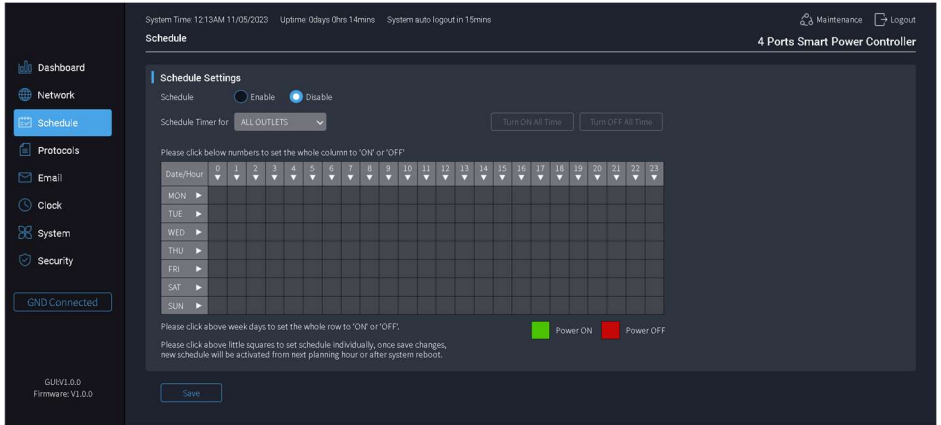 System Time: 12:13AM 11/05/2023 Uptime: 0days 0hrs 14mins System auto logout in 15mins
Maintenance Logout
Schedule
4 Ports Smart Power Controller
Dashboard
Network
Schedule
Protocols
Email
Clock
System
Security
GND Connected
GUI:V1.0.0
Firmware: V1.0.0
Schedule Settings
Schedule Enable Disable
Schedule Timer for ALL OUTLETS Turn ON All Time Turn OFF All Time
Please click below numbers to set the whole column to 'ON' or 'OFF'
Date/Hour 0 1 2 3 4 5 6 7 8 9 10 11 12 13 14 15 16 17 18 19 20 21 22 23
MON
TUE
WED
THU
FRI
SAT
SUN
Please click above week days to set the whole row to 'ON' or 'OFF'.
Power ON Power OFF
Please click above little squares to set schedule individually, once save changes,
new schedule will be activated from next planning hour or after system reboot.
Save